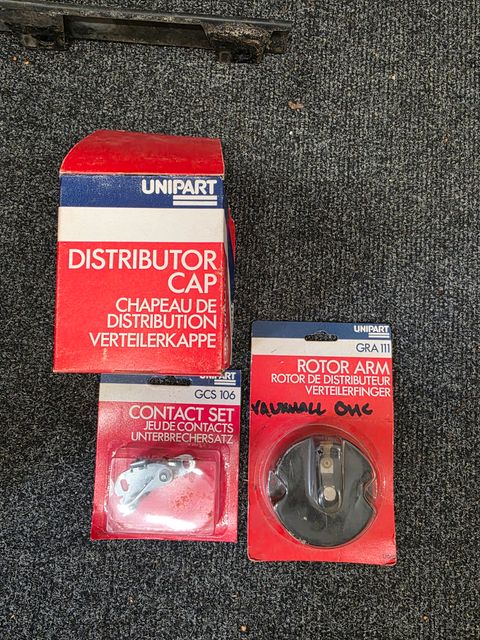 UNIPART
DISTRIBUTOR
CAP
CHAPEAU DE
DISTRIBUTION
VERTEILERKAPPE
UNIPART
GCS 106
CONTACT SET
JEU DE CONTACTS
UNTERBRECHERSATZ
UNIPART
GRA 111
ROTOR ARM
ROTOR DE DISTRIBUTEUR
VERTEILERFINGER
VAUXHALL OHC